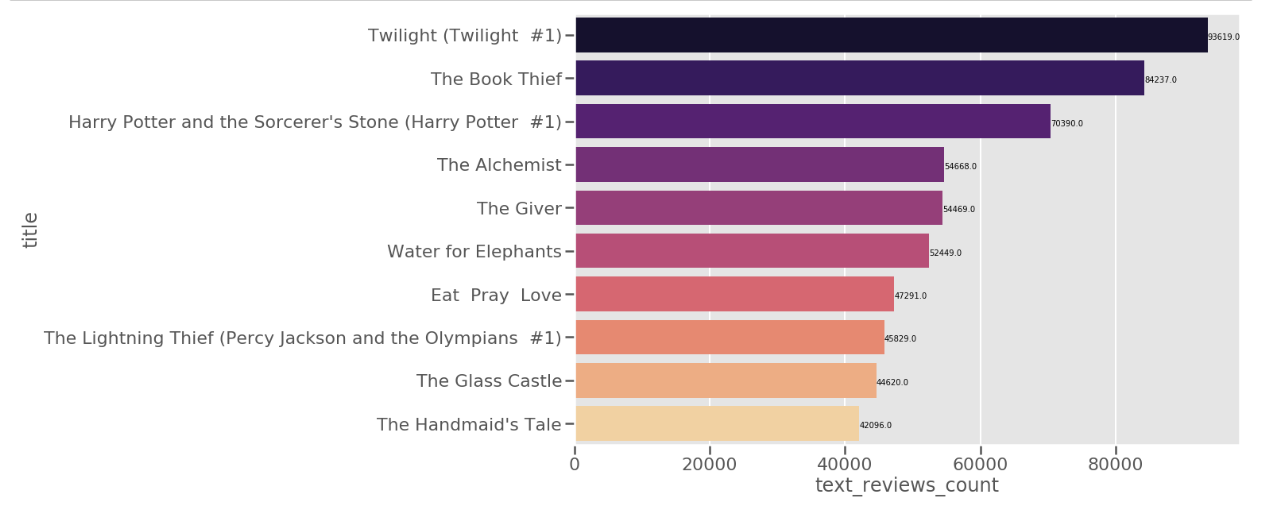 Twilight (Twilight  #1) 93619.0
The Book Thief 84237.0
Harry Potter and the Sorcerer's Stone (Harry Potter  #1) 70390.0
The Alchemist 54668.0
The Giver 54469.0
title
Water for Elephants 52449.0
Eat  Pray  Love 47291.0
The Lightning Thief (Percy Jackson and the Olympians  #1) 45829.0
The Glass Castle 44620.0
The Handmaid's Tale 42096.0
0 20000 40000 60000 80000
text_reviews_count